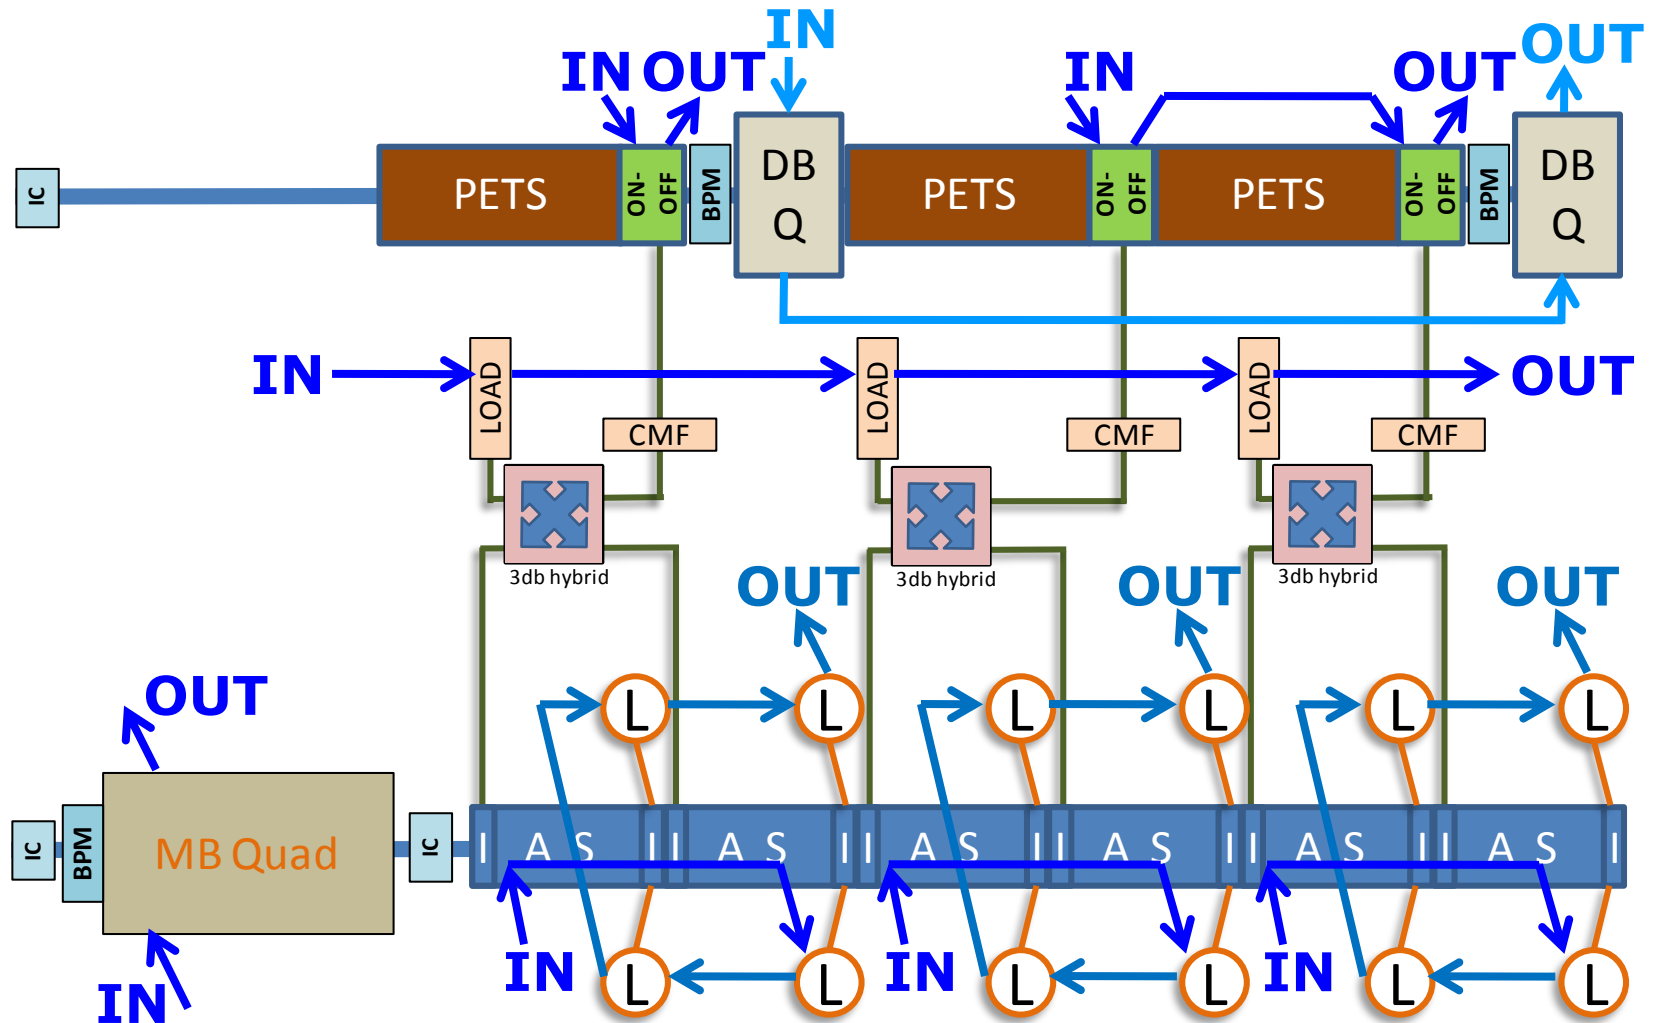 IN
OUT
IN
OUT
IN
OUT
IC
PETS
ON-
OFF
BPM
DB
Q
PETS
ON-
OFF
PETS
ON-
OFF
BPM
DB
Q
IN
LOAD
LOAD
LOAD
OUT
CMF
CMF
CMF
3db hybrid
3db hybrid
3db hybrid
OUT
OUT
OUT
OUT
L
L
L
L
L
L
IC
BPM
MB Quad
IC
I A S I I A S I I A S I I A S I I A S I I A S I
IN
IN
IN
IN
L
L
L
L
L
L